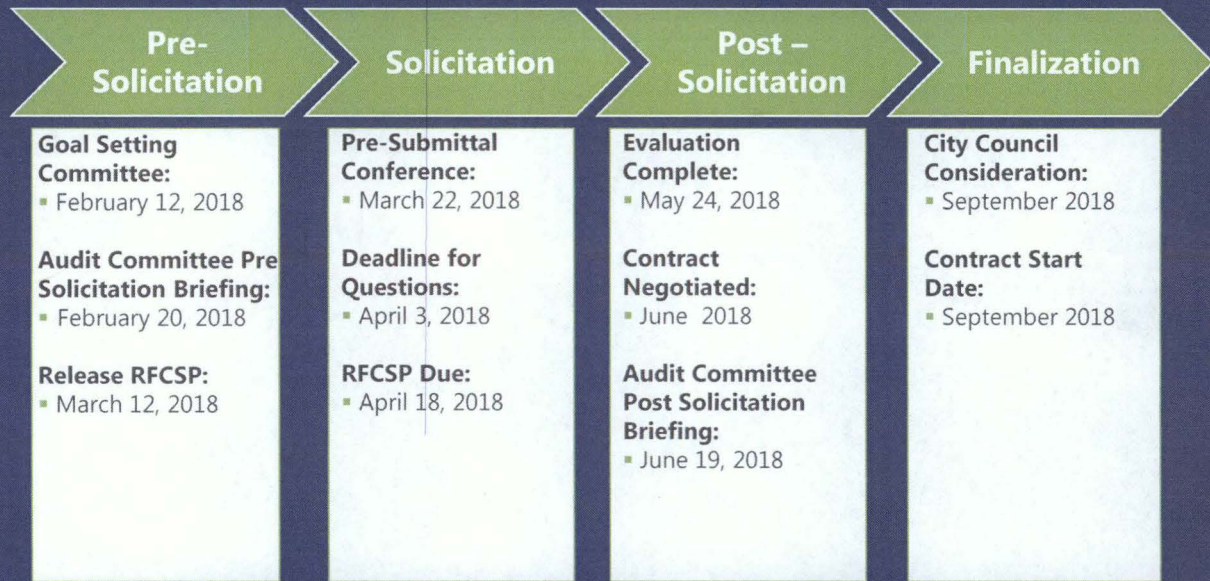 Pre-
Solicitation
Goal Setting
Committee:
▪ February 12, 2018
Audit Committee Pre
Solicitation Briefing:
▪ February 20, 2018
Release RFCSP:
▪ March 12, 2018
Solicitation
Pre-Submittal
Conference:
▪ March 22, 2018
Deadline for
Questions:
▪ April 3, 2018
RFCSP Due:
▪ April 18, 2018
Post –
Solicitation
Evaluation
Complete:
▪ May 24, 2018
Contract
Negotiated:
▪ June 2018
Audit Committee
Post Solicitation
Briefing:
▪ June 19, 2018
Finalization
City Council
Consideration:
▪ September 2018
Contract Start
Date:
▪ September 2018